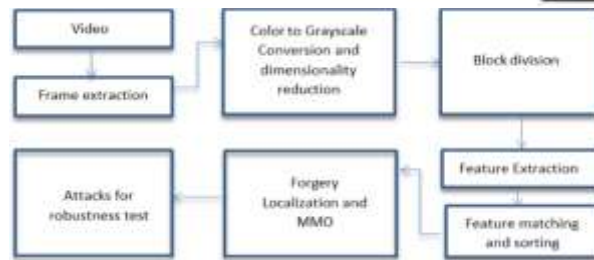 Video
Frame extraction
Color to Grayscale
Conversion and
dimensionality
reduction
Block division
Feature Extraction
Feature matching
and sorting
Forgery
Localization and
MMO
Attacks for
robustness test